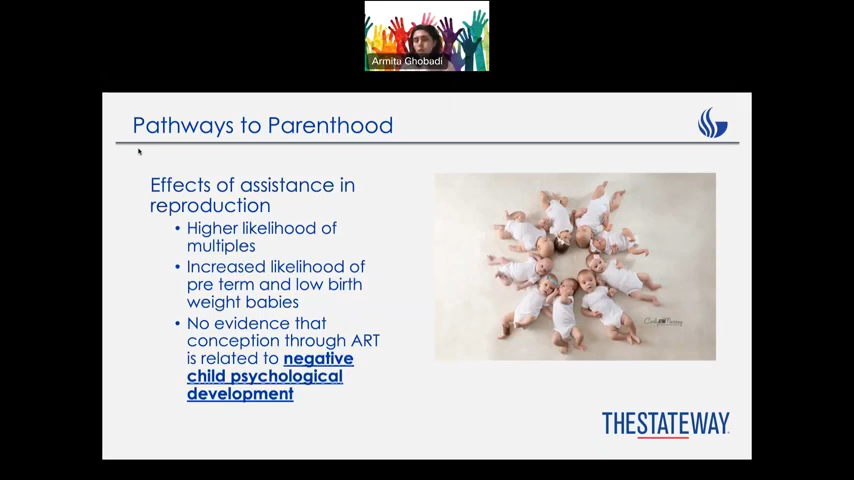 Armita Ghobadi
Pathways to Parenthood
Effects of assistance in
reproduction
• Higher likelihood of
multiples
• Increased likelihood of
pre term and low birth
weight babies
• No evidence that
conception through ART
is related to negative
child psychological
development
THESTATEWAY.